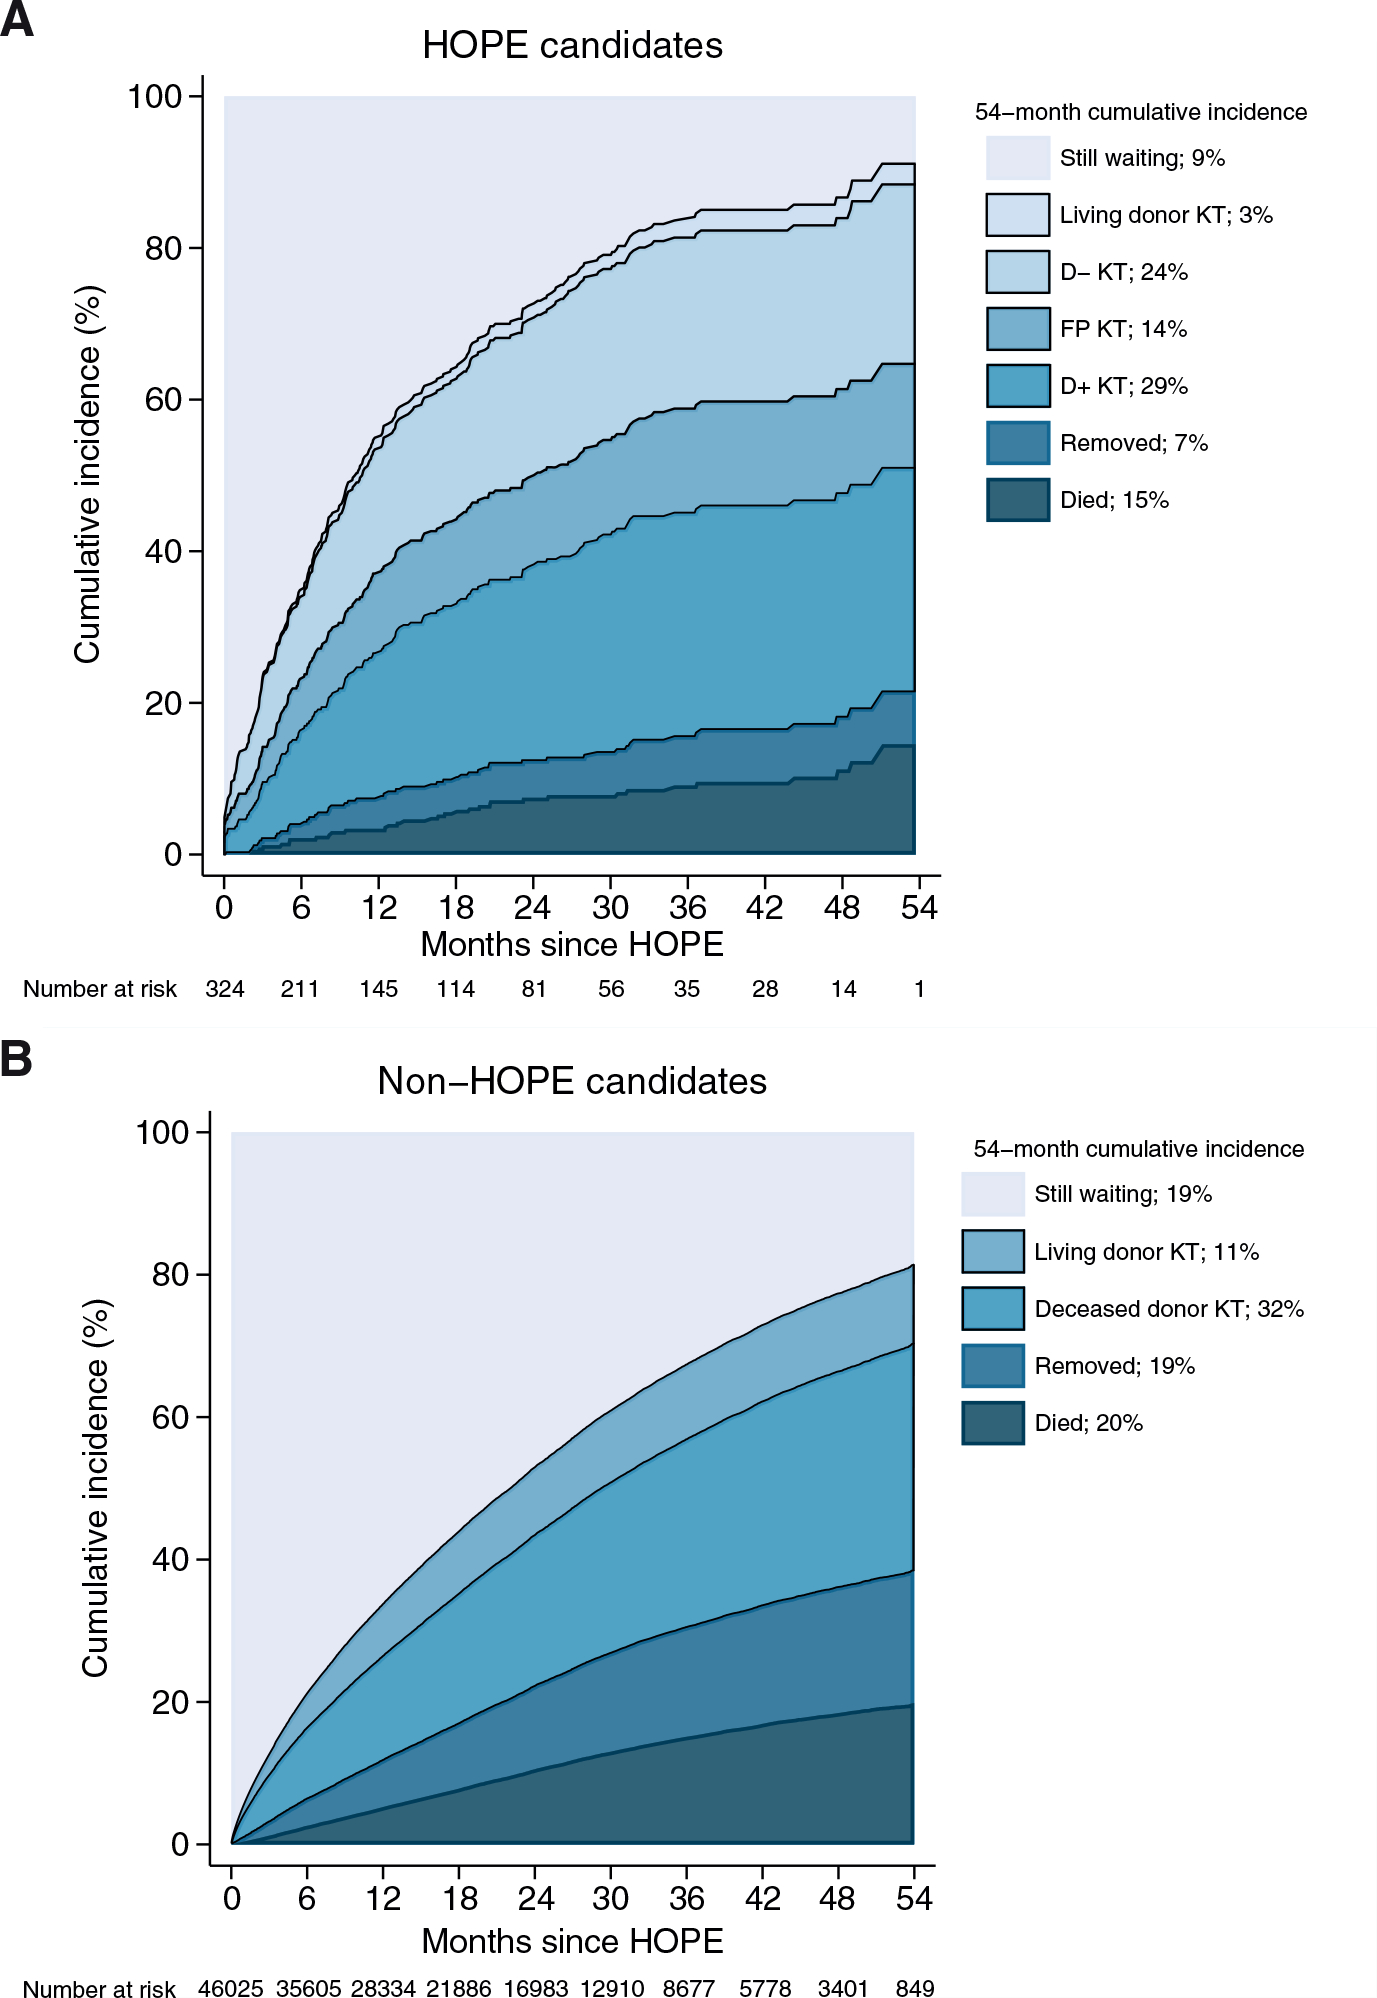 A
HOPE candidates
Cumulative incidence (%)
100
80
60
40
20
0
0 6 12 18 24 30 36 42 48 54
Months since HOPE
Number at risk 324 211 145 114 81 56 35 28 14 1
54–month cumulative incidence
Still waiting; 9%
Living donor KT; 3%
D− KT; 24%
FP KT; 14%
D+ KT; 29%
Removed; 7%
Died; 15%
B
Non−HOPE candidates
Cumulative incidence (%)
100
80
60
40
20
0
0 6 12 18 24 30 36 42 48 54
Months since HOPE
Number at risk 46025 35605 28334 21886 16983 12910 8677 5778 3401 849
54–month cumulative incidence
Still waiting; 19%
Living donor KT; 11%
Deceased donor KT; 32%
Removed; 19%
Died; 20%